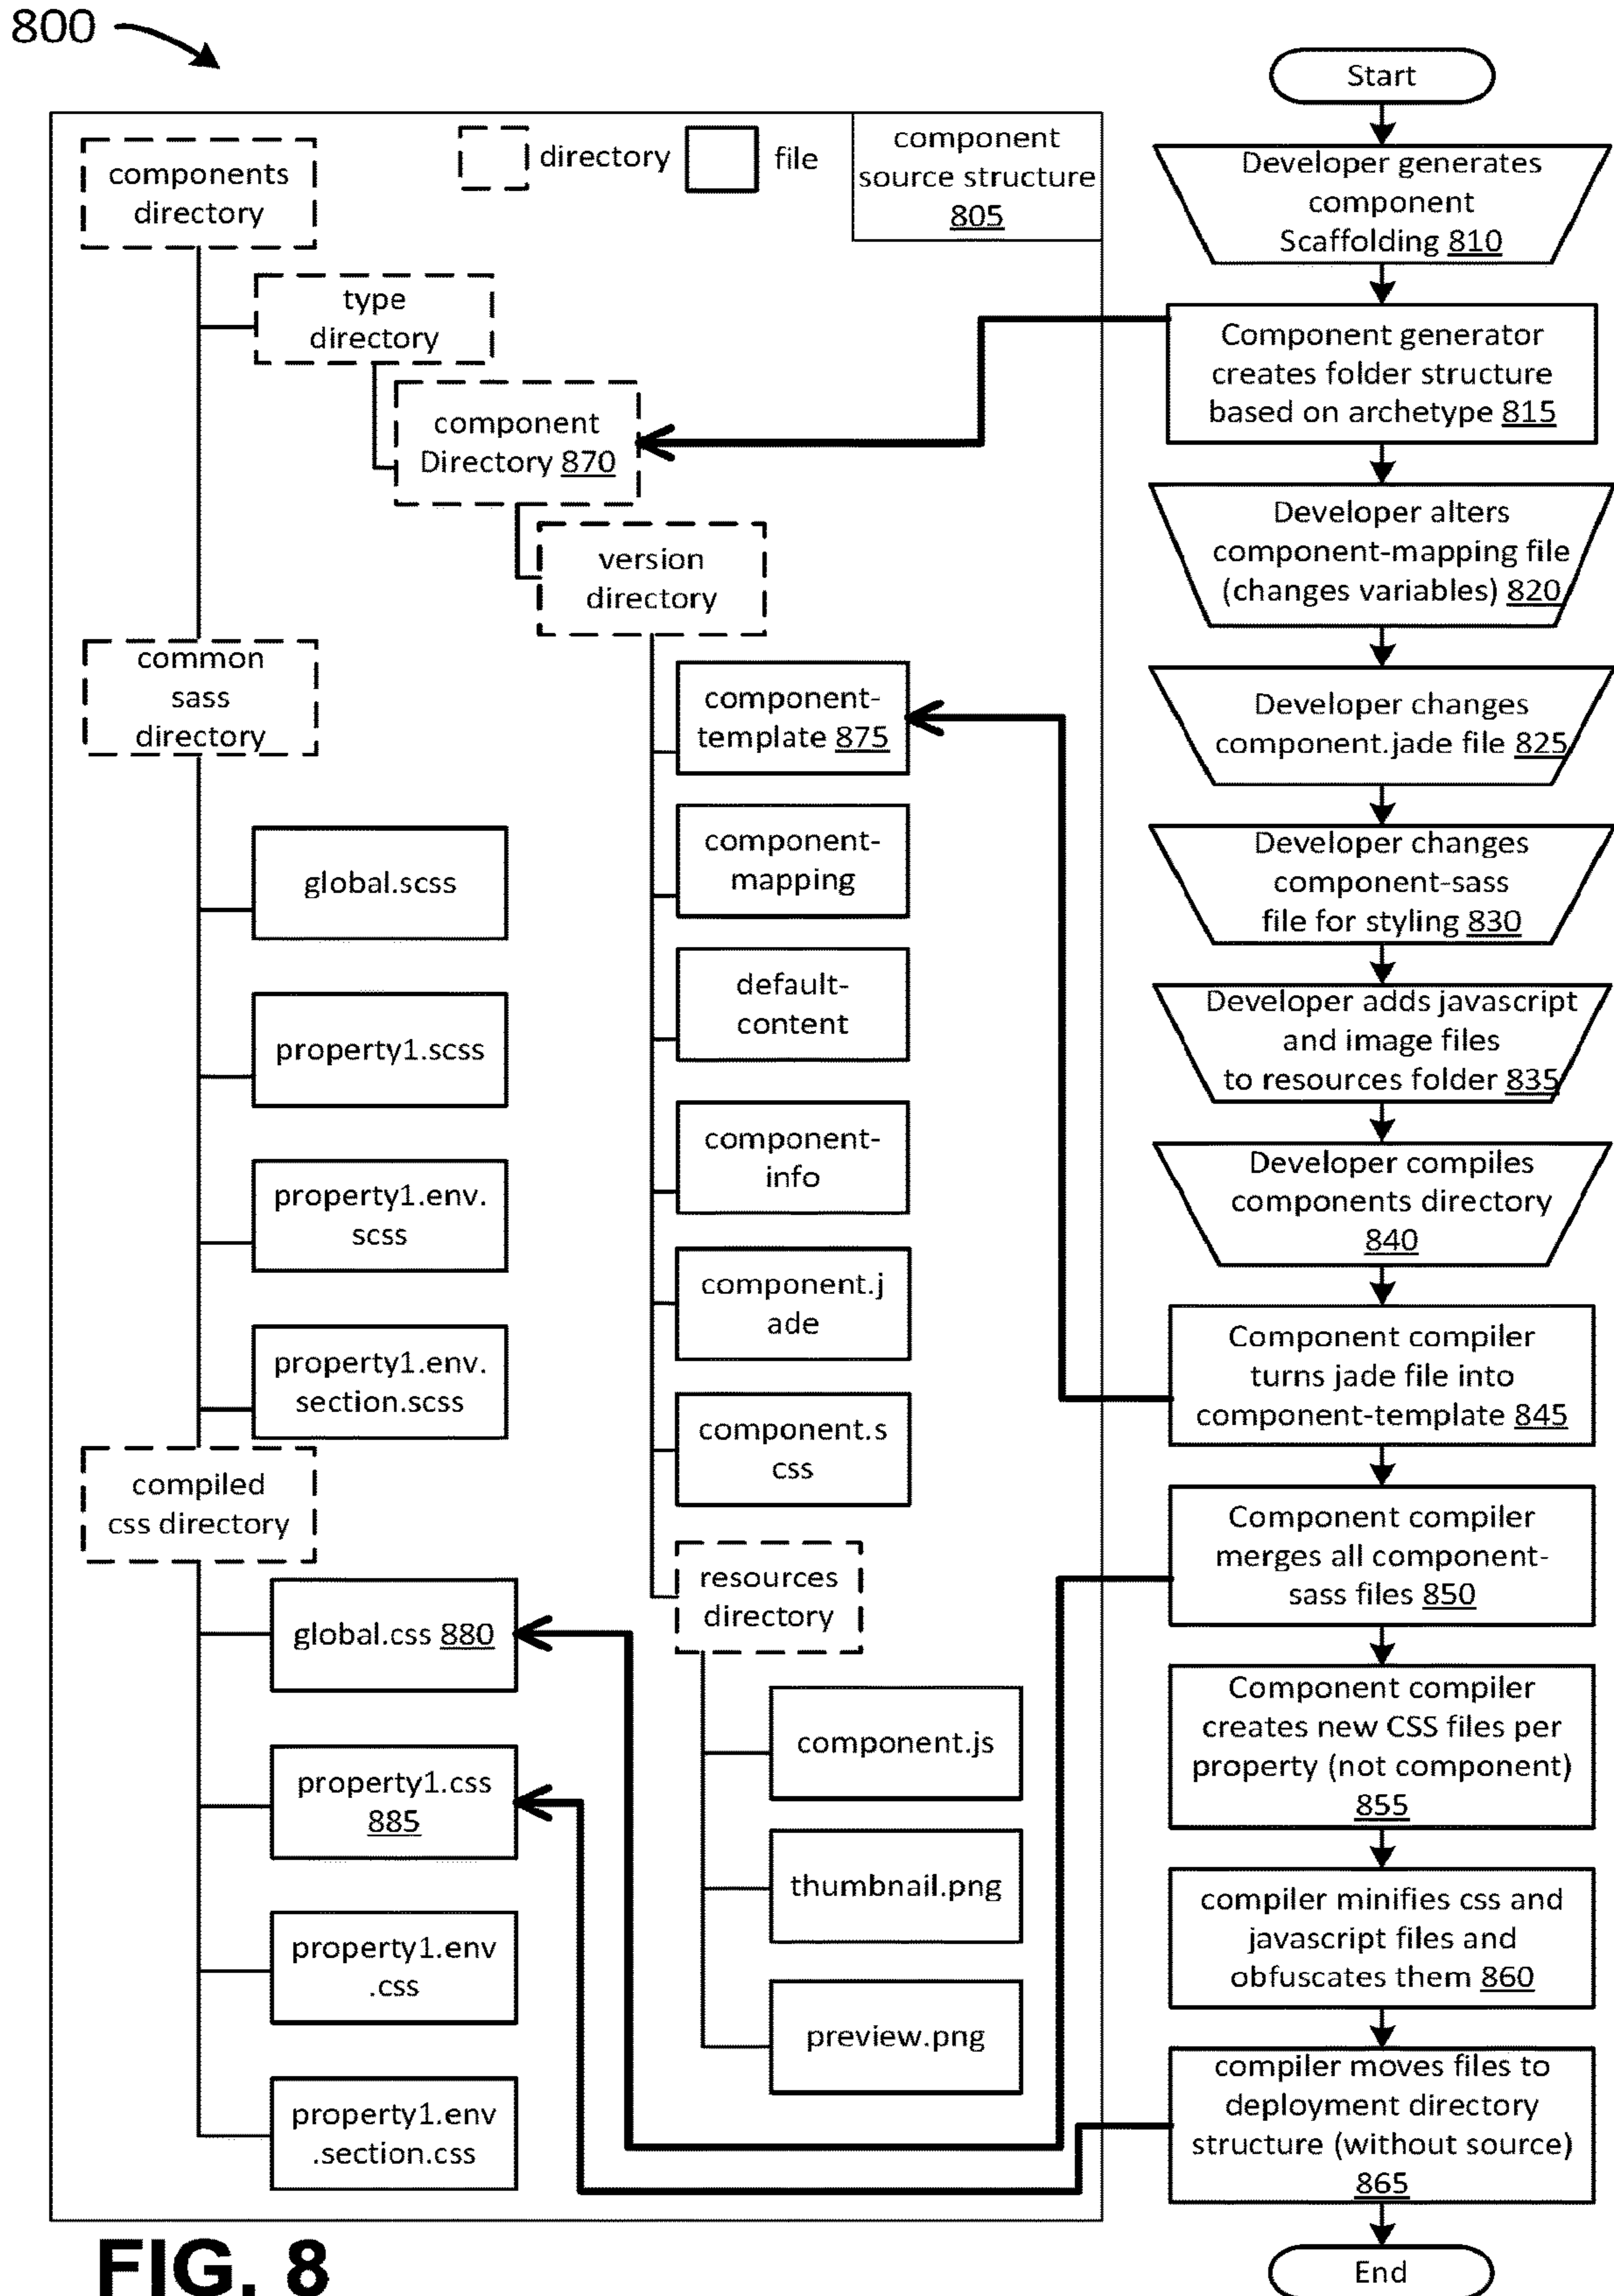 800
directory
file
component
source structure
805
components
directory
type
directory
component
Directory 870
version
directory
common
sass
directory
component-
template 875
component-
mapping
global.scss
default-
content
property1.scss
component-
info
property1.env.
scss
component.j
ade
property1.env.
section.scss
component.s
css
compiled
css directory
resources
directory
global.css 880
component.js
property1.css
885
thumbnail.png
property1.env
.css
preview.png
property1.env
.section.css
Start
Developer generates
component
Scaffolding 810
Component generator
creates folder structure
based on archetype 815
Developer alters
component-mapping file
(changes variables) 820
Developer changes
component.jade file 825
Developer changes
component-sass
file for styling 830
Developer adds javascript
and image files
to resources folder 835
Developer compiles
components directory
840
Component compiler
turns jade file into
component-template 845
Component compiler
merges all component-
sass files 850
Component compiler
creates new CSS files per
property (not component)
855
compiler minifies css and
javascript files and
obfuscates them 860
compiler moves files to
deployment directory
structure (without source)
865
End
FIG. 8